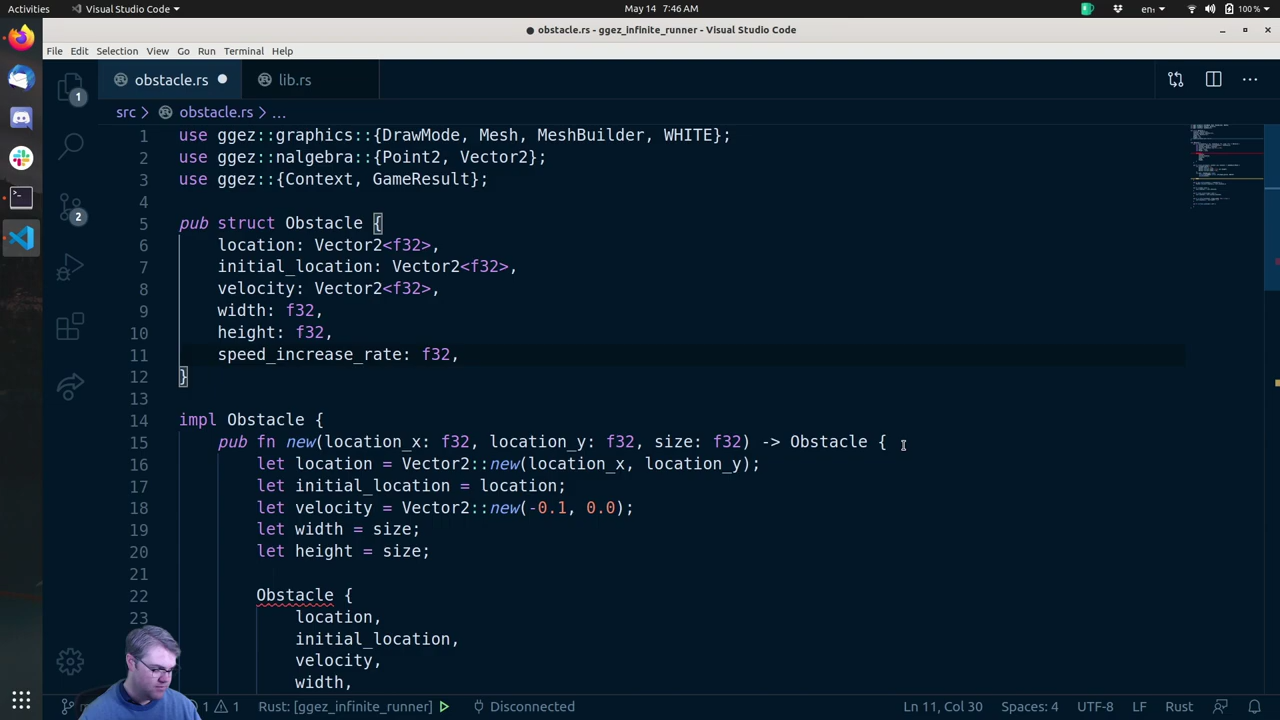 Activities Visual Studio Code May 14 7:46 AM en 100 %
obstacle.rs - ggez_infinite_runner - Visual Studio Code
File Edit Selection View Go Run Terminal Help
obstacle.rs lib.rs
1
src > obstacle.rs > ...
1 use ggez::graphics::{DrawMode, Mesh, MeshBuilder, WHITE};
2 use ggez::nalgebra::{Point2, Vector2};
3 use ggez::{Context, GameResult};
4
2
5 pub struct Obstacle {
6 location: Vector2<f32>,
7 initial_location: Vector2<f32>,
8 velocity: Vector2<f32>,
9 width: f32,
10 height: f32,
11 speed_increase_rate: f32,
12 }
13
14 impl Obstacle {
15 pub fn new(location_x: f32, location_y: f32, size: f32) -> Obstacle {
16 let location = Vector2::new(location_x, location_y);
17 let initial_location = location;
18 let velocity = Vector2::new(-0.1, 0.0);
19 let width = size;
20 let height = size;
21
22 Obstacle {
23 location,
initial_location,
velocity,
width,
1 1 Rust: [ggez_infinite_runner] Disconnected Ln 11, Col 30 Spaces: 4 UTF-8 LF Rust